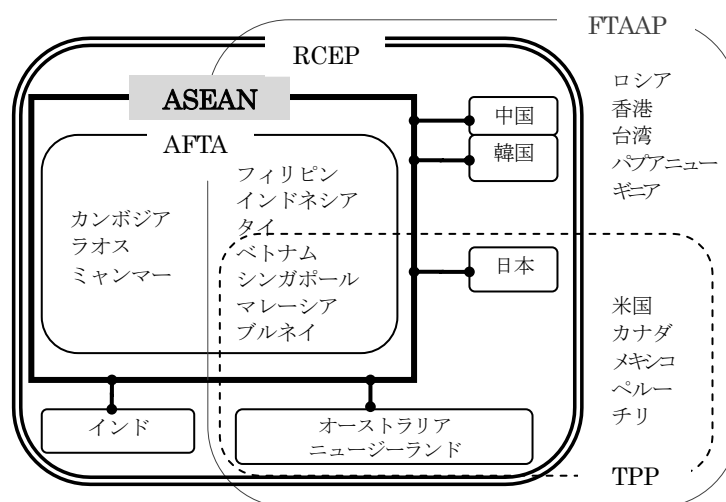 FTAAP
RCEP
ASEAN
AFTA
中国
韓国
ロシア
香港
台湾
パプアニュー
ギニア
フィリピン
インドネシア
タイ
ベトナム
シンガポール
マレーシア
ブルネイ
カンボジア
ラオス
ミャンマー
日本
米国
カナダ
メキシコ
ペルー
チリ
インド
オーストラリア
ニュージーランド
TPP